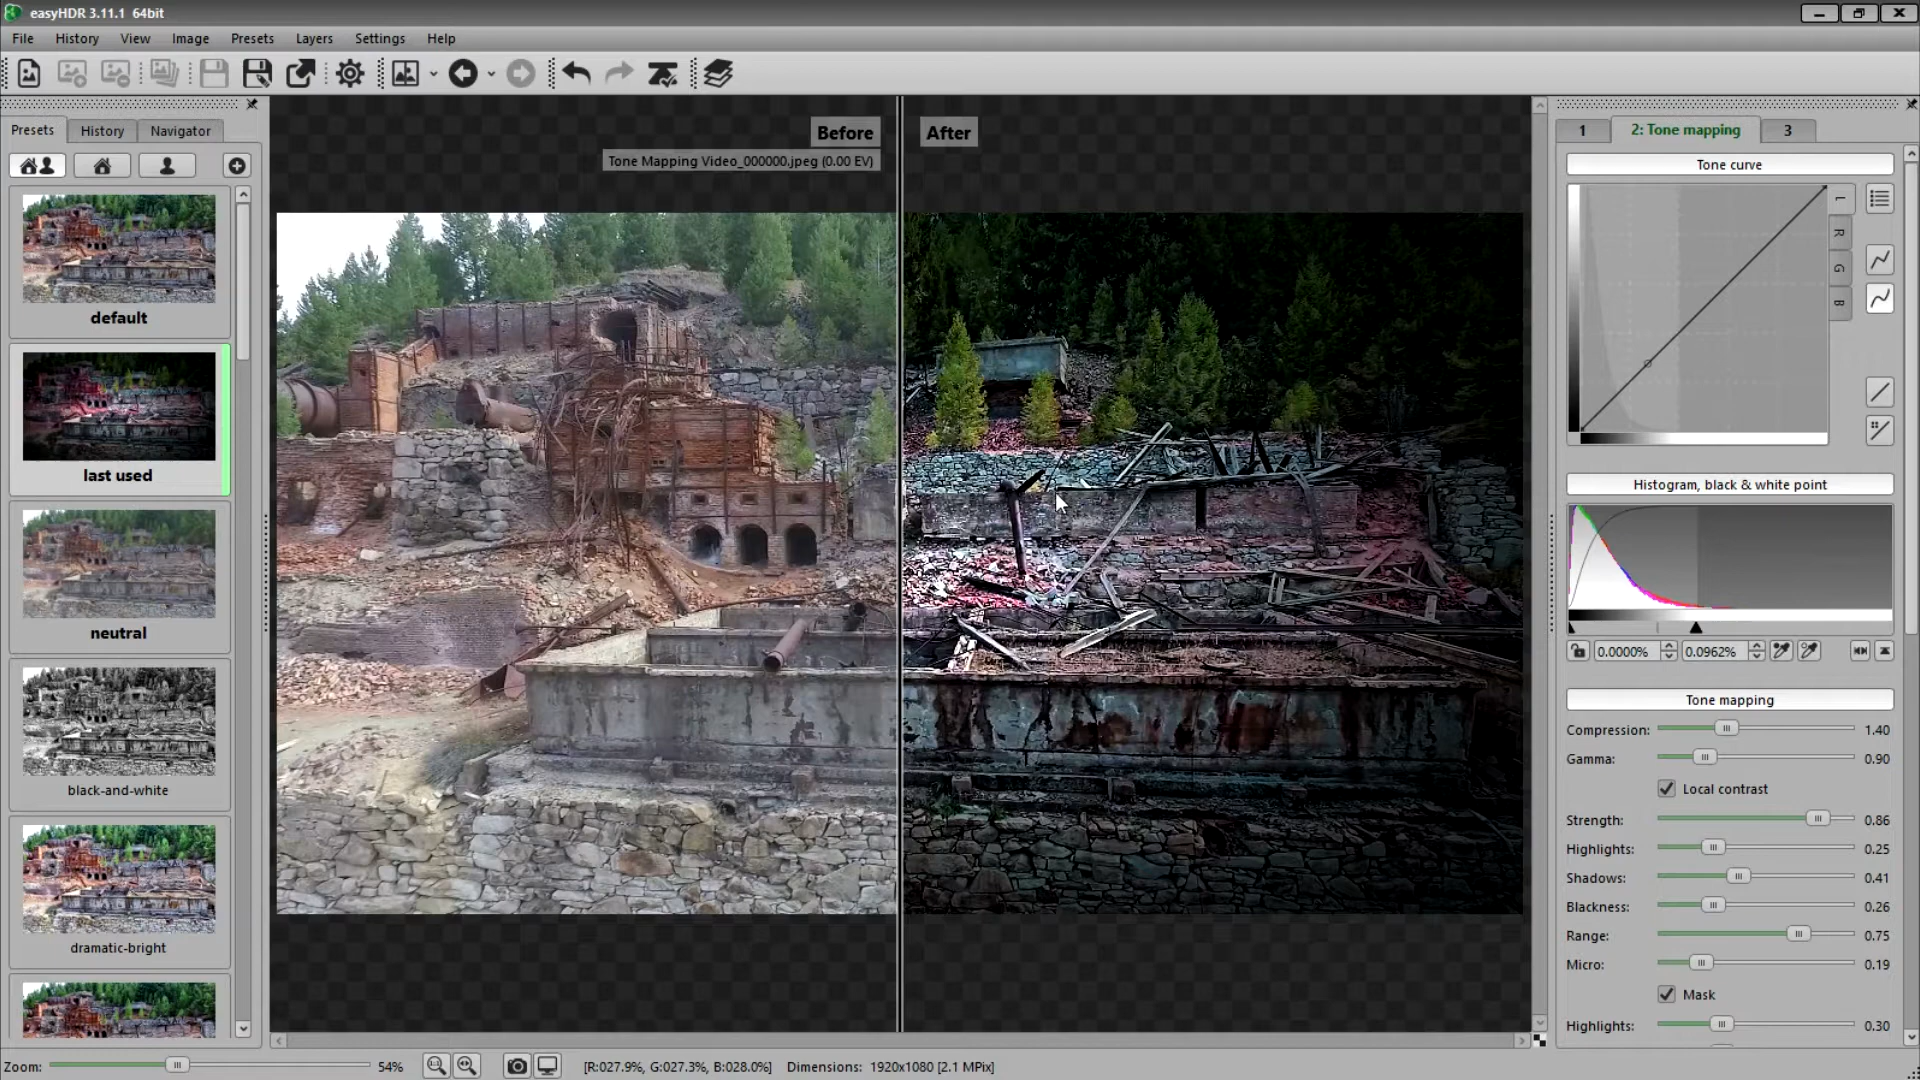 easyHDR 3.11.1 64bit
File History View Image Presets Layers Settings Help
Presets History Navigator
default
last used
neutral
black-and-white
dramatic-bright
Before
Tone Mapping Video_000000.jpeg (0.00 EV)
After
1 2: Tone mapping 3
Tone curve
L
R
G
B
Histogram, black & white point
0.0000% 0.0962%
Tone mapping
Compression: 1.40
Gamma: 0.90
Local contrast
Strength: 0.86
Highlights: 0.25
Shadows: 0.41
Blackness: 0.26
Range: 0.75
Micro: 0.19
Mask
Highlights: 0.30
Zoom: 54% [R:027.9%, G:027.3%, B:028.0%] Dimensions: 1920x1080 [2.1 MPix]